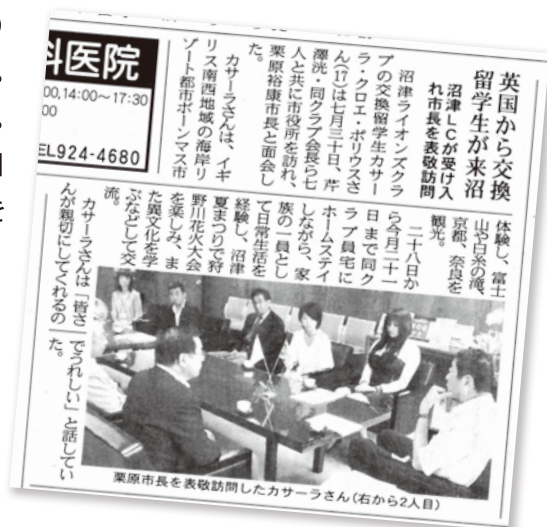 英国から交換
留学生が来沼
沼津LCが受け入
れ市長を表敬訪問
沼津ライオンズクラ
ブの交換留学生カサー
ラ・クロエ・ポリウスさ
ん(17)は七月三十日、芹
澤洸・同クラブ会長ら七
人と共に市役所を訪れ、
栗原裕康市長と面会し
た。
カサーラさんは、イギ
リス南西地域の海岸リ
ゾート都市ボーンマス市
体験し、富士
山や白糸の滝、
京都、奈良を
観光。
二十八日か
ら今月二十一
日まで同ク
ラブ員宅に
ホームステイ
しながら、家
族の一員とし
て日常生活を
経験し、沼津
夏まつりで狩
野川花火大会
を楽しみ、ま
た異文化を学
ぶなどして交
流。
カサーラさんは「皆さ
んが親切にしてくれるの
でうれしい」と話してい
た。
栗原市長を表敬訪問したカサーラさん(右から2人目)
科医院
00,14:00～17:30
00
EL924-4680